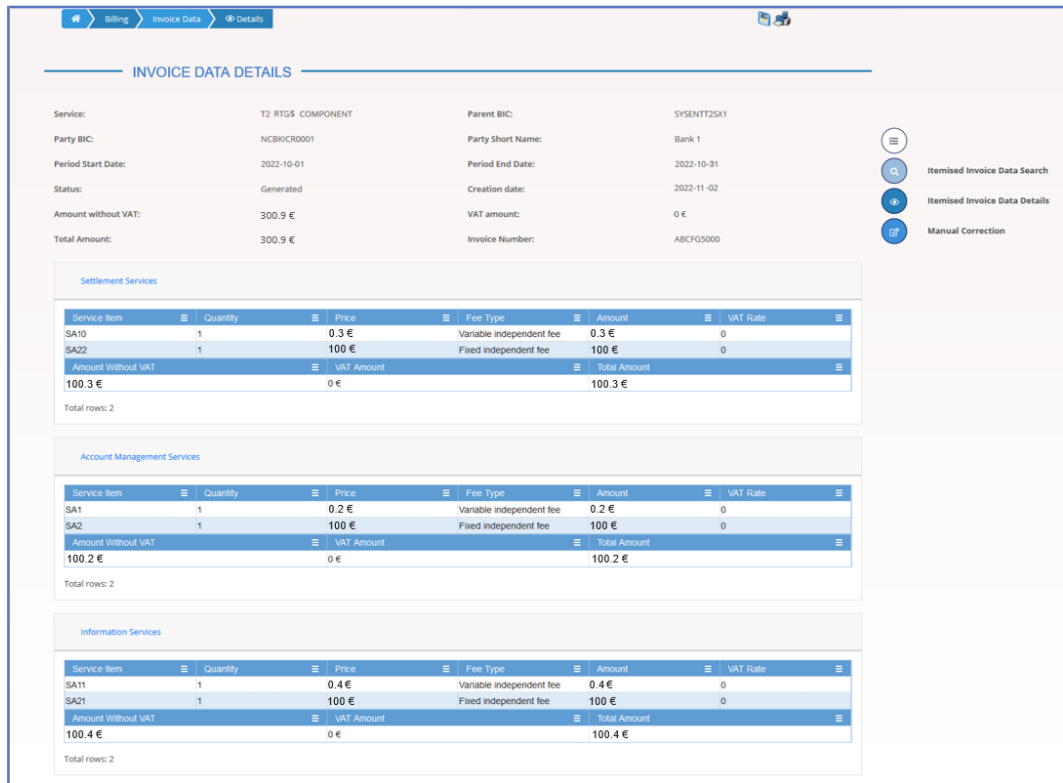 Billing Invoice Data Details
INVOICE DATA DETAILS
Service: T2 RTGS COMPONENT Parent BIC: SYSENTT2SX1
Party BIC: NCBKICR0001 Party Short Name: Bank 1
Period Start Date: 2022-10-01 Period End Date: 2022-10-31
Status: Generated Creation date: 2022-11-02
Amount without VAT: 300.9 € VAT amount: 0 €
Total Amount: 300.9 € Invoice Number: ABCFG5000
Itemised Invoice Data Search
Itemised Invoice Data Details
Manual Correction
Settlement Services
Service Item Quantity Price Fee Type Amount VAT Rate
SA10 1 0.3 € Variable independent fee 0.3 € 0
SA22 1 100 € Fixed independent fee 100 € 0
Amount Without VAT VAT Amount Total Amount
100.3 € 0 € 100.3 €
Total rows: 2
Account Management Services
Service Item Quantity Price Fee Type Amount VAT Rate
SA1 1 0.2 € Variable independent fee 0.2 € 0
SA2 1 100 € Fixed independent fee 100 € 0
Amount Without VAT VAT Amount Total Amount
100.2 € 0 € 100.2 €
Total rows: 2
Information Services
Service Item Quantity Price Fee Type Amount VAT Rate
SA11 1 0.4 € Variable independent fee 0.4 € 0
SA21 1 100 € Fixed independent fee 100 € 0
Amount Without VAT VAT Amount Total Amount
100.4 € 0 € 100.4 €
Total rows: 2